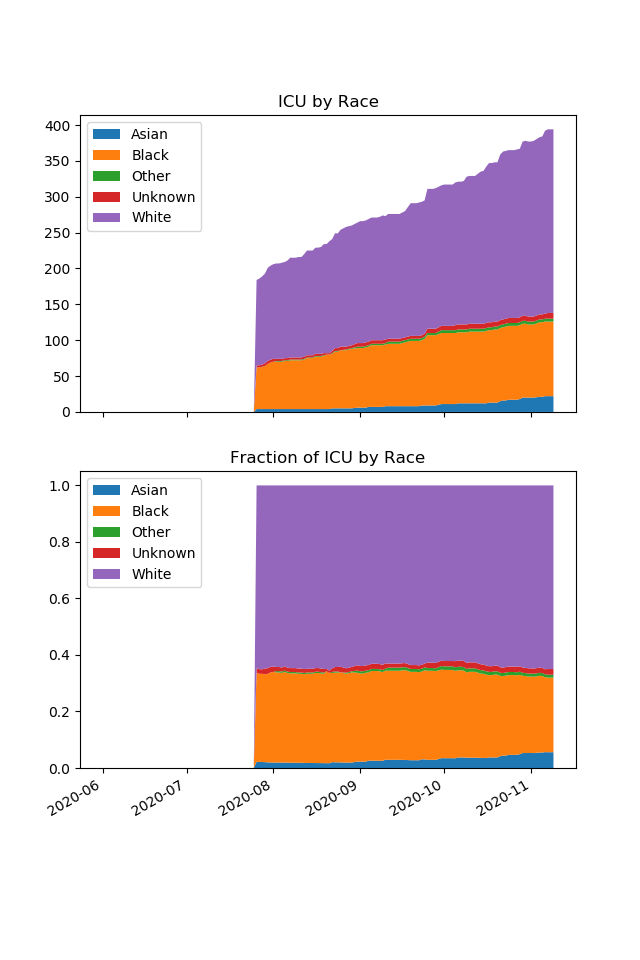 ICU by Race
400
350
300
250
200
150
100
50
0
Asian
Black
Other
Unknown
White
Fraction of ICU by Race
1.0
0.8
0.6
0.4
0.2
0.0
Asian
Black
Other
Unknown
White
2020-06
2020-07
2020-08
2020-09
2020-10
2020-11